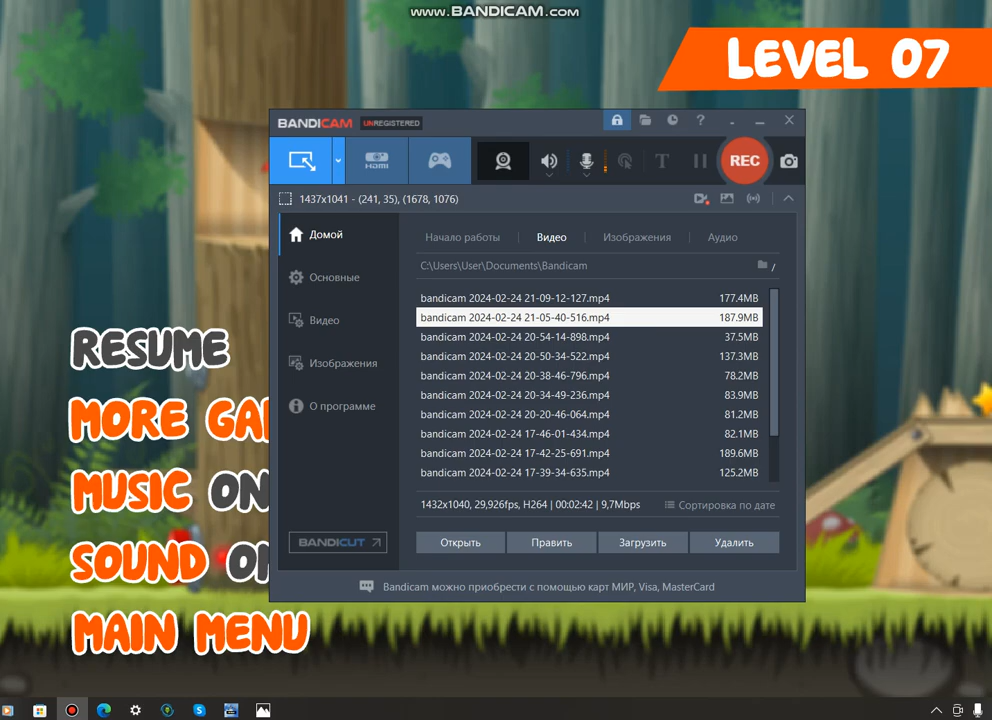 www.BANDICAM.com
LEVEL 07
BANDICAM UNREGISTERED
HDMI
REC
1437x1041 - (241, 35), (1678, 1076)
Домой
Основные
Видео
Изображения
О программе
BANDICUT
Начало работы
Видео
Изображения
Аудио
C:\Users\User\Documents\Bandicam
bandicam 2024-02-24 21-09-12-127.mp4 177.4MB
bandicam 2024-02-24 21-05-40-516.mp4 187.9MB
bandicam 2024-02-24 20-54-14-898.mp4 37.5MB
bandicam 2024-02-24 20-50-34-522.mp4 137.3MB
bandicam 2024-02-24 20-38-46-796.mp4 78.2MB
bandicam 2024-02-24 20-34-49-236.mp4 83.9MB
bandicam 2024-02-24 20-20-46-064.mp4 81.2MB
bandicam 2024-02-24 17-46-01-434.mp4 82.1MB
bandicam 2024-02-24 17-42-25-691.mp4 189.6MB
bandicam 2024-02-24 17-39-34-635.mp4 125.2MB
1432x1040, 29,926fps, H264 | 00:02:42 | 9,7Mbps
Сортировка по дате
Открыть
Править
Загрузить
Удалить
Bandicam можно приобрести с помощью карт МИР, Visa, MasterCard
RESUME
MORE GA
MUSIC ON
SOUND ON
MAIN MENU